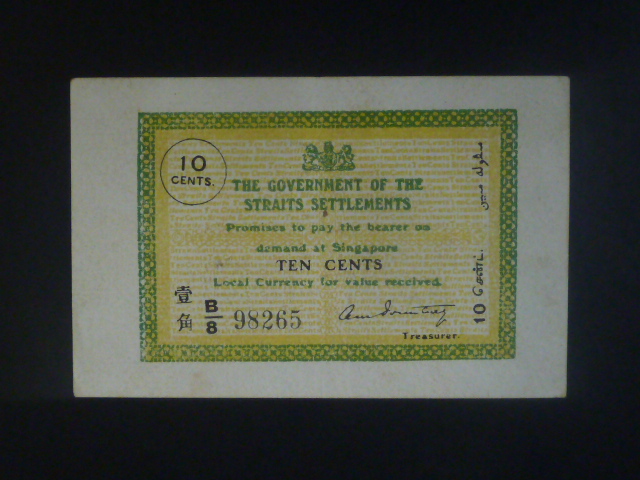 10
CENTS.
THE GOVERNMENT OF THE
STRAITS SETTLEMENTS
Promises to pay the bearer on
demand at Singapore
TEN CENTS
Local Currency for value received.
壹
角
B/8 98265
Treasurer.
10